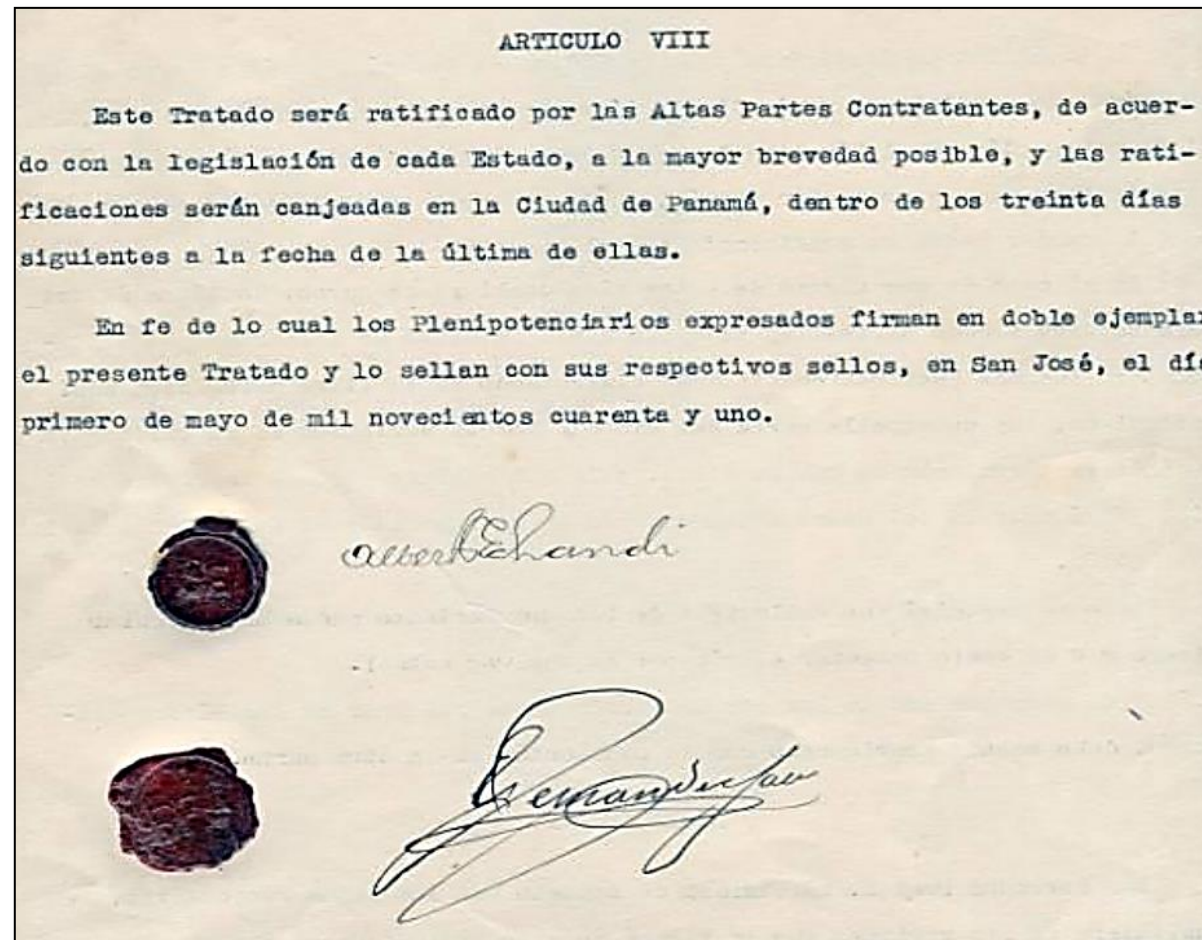 ARTICULO VIII
Este Tratado será ratificado por las Altas Partes Contratantes, de acuer-
do con la legislación de cada Estado, a la mayor brevedad posible, y las rati-
ficaciones serán canjeadas en la Ciudad de Panamá, dentro de los treinta días
siguientes a la fecha de la última de ellas.
En fe de lo cual los Plenipotenciarios expresados firman en doble ejemplar
el presente Tratado y lo sellan con sus respectivos sellos, en San José, el día
primero de mayo de mil novecientos cuarenta y uno.
Alberto Echandi